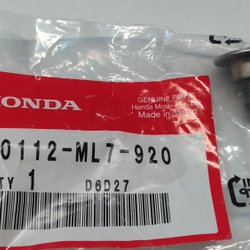 HONDA
GENUINE PARTS
Honda Motor
Made in
0112-ML7-920
TY 1
D6D27